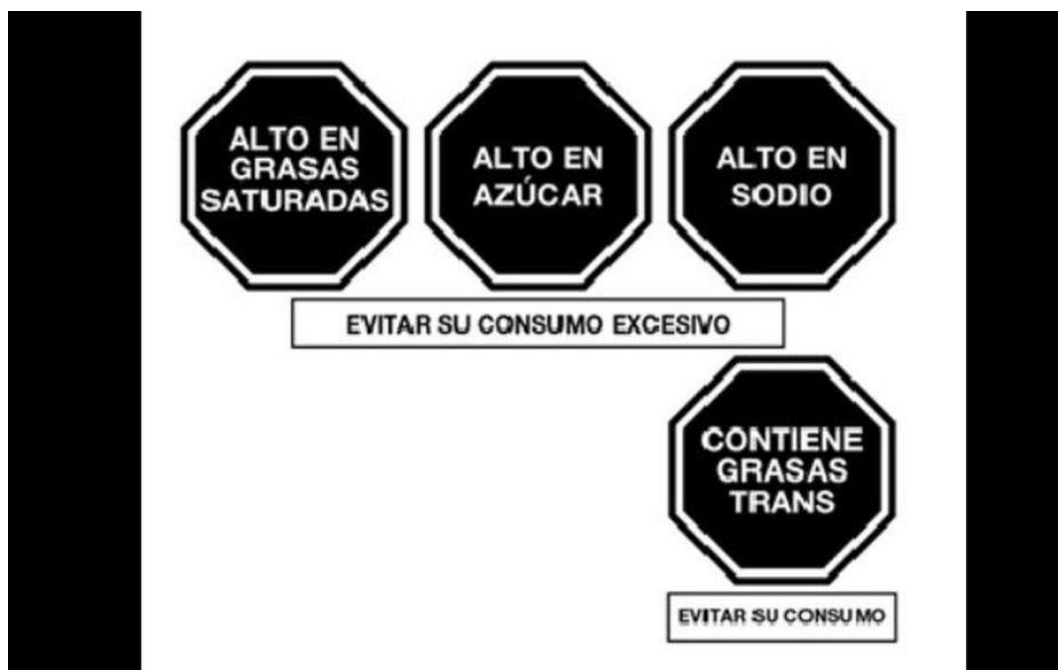 ALTO EN
GRASAS
SATURADAS
ALTO EN
AZÚCAR
ALTO EN
SODIO
EVITAR SU CONSUMO EXCESIVO
CONTIENE
GRASAS
TRANS
EVITAR SU CONSUMO